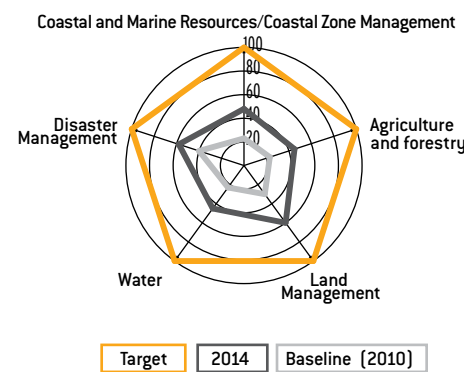 Coastal and Marine Resources/Coastal Zone Management
100
80
60
40
20
Disaster
Management
Agriculture
and forestry
Water
Land
Management
Target
2014
Baseline (2010)